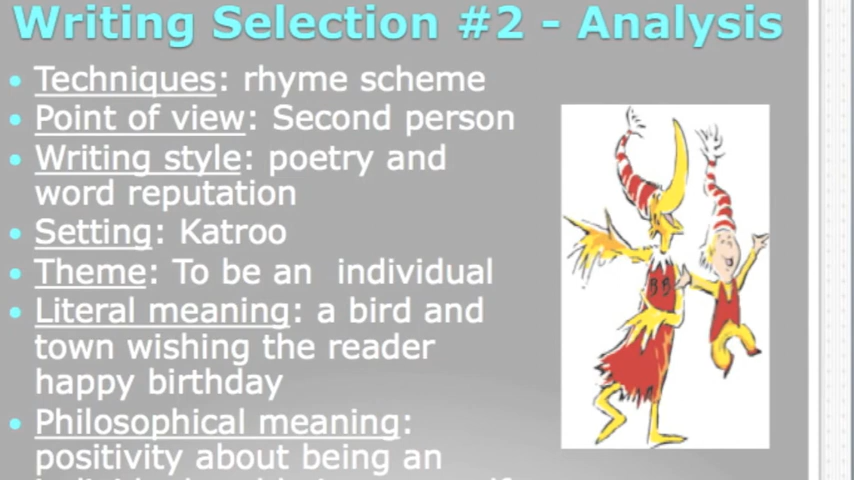 Writing Selection #2 - Analysis
• Techniques: rhyme scheme
• Point of view: Second person
• Writing style: poetry and
word reputation
• Setting: Katroo
• Theme: To be an individual
• Literal meaning: a bird and
town wishing the reader
happy birthday
• Philosophical meaning:
positivity about being an